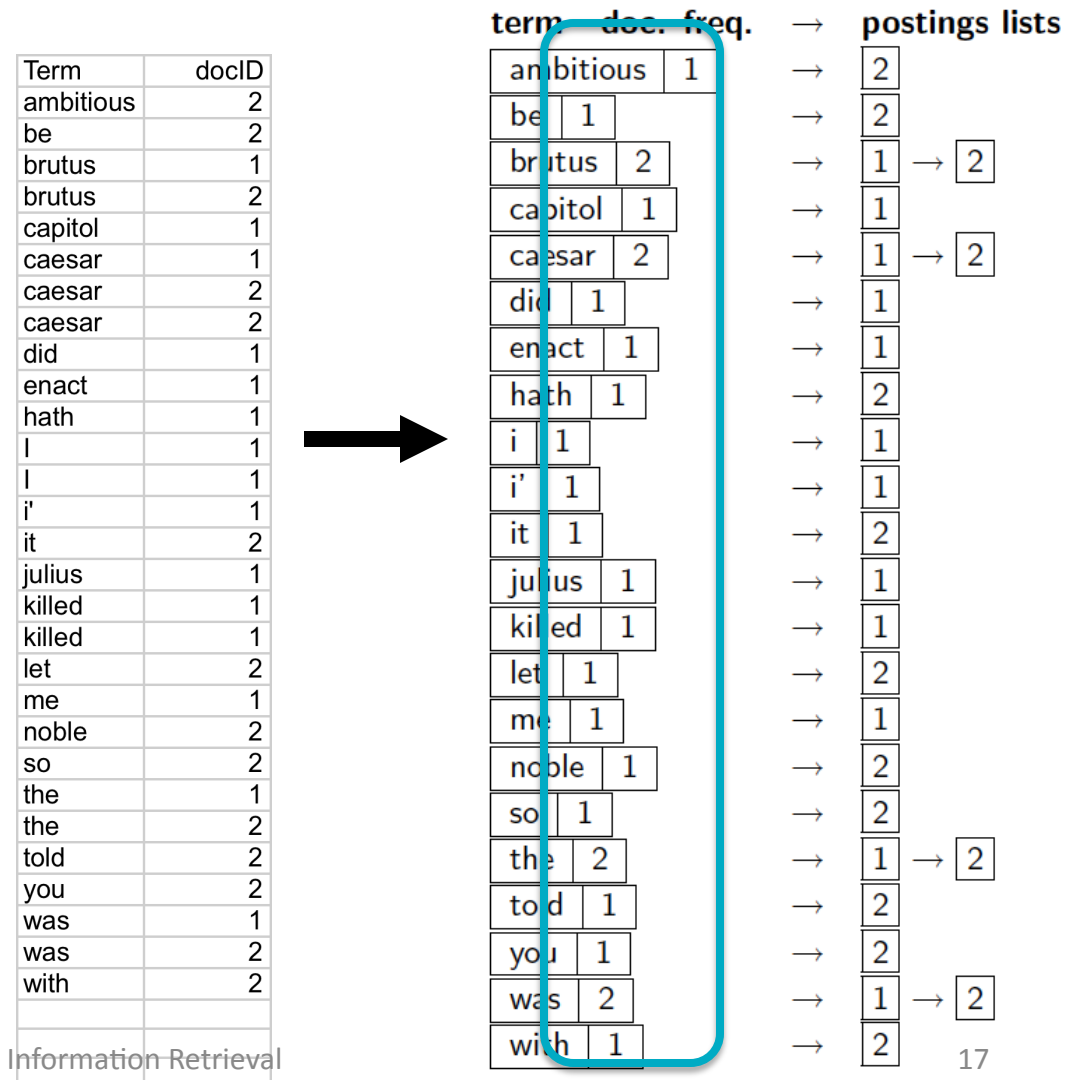 Term docID
ambitious 2
be 2
brutus 1
brutus 2
capitol 1
caesar 1
caesar 2
caesar 2
did 1
enact 1
hath 1
I 1
I 1
i' 1
it 2
julius 1
killed 1
killed 1
let 2
me 1
noble 2
so 2
the 1
the 2
told 2
you 2
was 1
was 2
with 2
term doc. freq. → postings lists
ambitious 1 → 2
be 1 → 2
brutus 2 → 1 → 2
capitol 1 → 1
caesar 2 → 1 → 2
did 1 → 1
enact 1 → 1
hath 1 → 2
i 1 → 1
i’ 1 → 1
it 1 → 2
julius 1 → 1
killed 1 → 1
let 1 → 2
me 1 → 1
noble 1 → 2
so 1 → 2
the 2 → 1 → 2
told 1 → 2
you 1 → 2
was 2 → 1 → 2
with 1 → 2
Information Retrieval 17